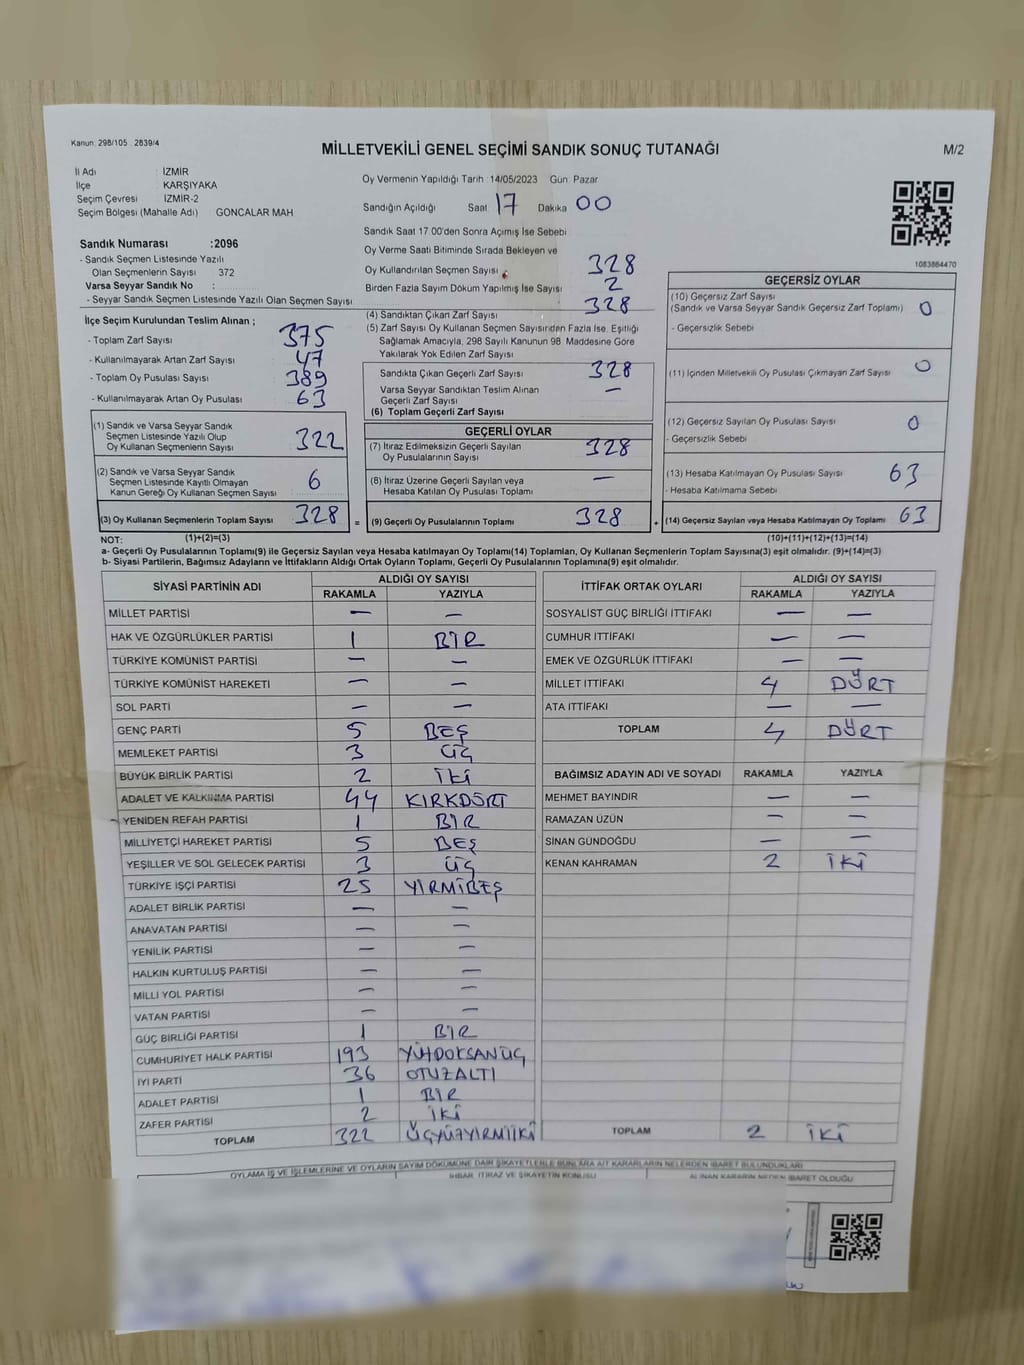 Kanun: 298/105 . 2839/4
MİLLETVEKİLİ GENEL SEÇİMİ SANDIK SONUÇ TUTANAĞI
M/2
İl Adı : İZMİR
İlçe KARŞIYAKA
Seçim Çevresi İZMİR-2
Seçim Bölgesi (Mahalle Adı) GONCALAR MAH
Sandık Numarası :2096
- Sandık Seçmen Listesinde Yazılı
Olan Seçmenlerin Sayısı 372
Varsa Seyyar Sandık No :
- Seyyar Sandık Seçmen Listesinde Yazılı Olan Seçmen Sayısı
Oy Vermenin Yapıldığı Tarih : 14/05/2023 Gün: Pazar
Sandığın Açıldığı Saat 17 Dakika 00
Sandık Saat 17.00'den Sonra Açımış İse Sebebi
Oy Verme Saati Bitiminde Sırada Bekleyen ve
Oy Kullandırılan Seçmen Sayısı 328
Birden Fazla Sayım Döküm Yapılmış İse Sayısı 2
1083864470
İlçe Seçim Kurulundan Teslim Alınan ;
- Toplam Zarf Sayısı 375
- Kullanılmayarak Artan Zarf Sayısı 47
- Toplam Oy Pusulası Sayısı 389
- Kullanılmayarak Artan Oy Pusulası 63
(4) Sandıktan Çıkan Zarf Sayısı 328
(5) Zarf Sayısı Oy Kullanan Seçmen Sayısından Fazla İse, Eşitliği
Sağlamak Amacıyla, 298 Sayılı Kanunun 98. Maddesine Göre
Yakılarak Yok Edilen Zarf Sayısı
Sandıkta Çıkan Geçerli Zarf Sayısı 328
Varsa Seyyar Sandıktan Teslim Alınan
Geçerli Zarf Sayısı —
(6) Toplam Geçerli Zarf Sayısı
GEÇERSİZ OYLAR
(10) Geçersiz Zarf Sayısı
(Sandık ve Varsa Seyyar Sandık Geçersiz Zarf Toplamı) 0
- Geçersizlik Sebebi
(11) İçinden Milletvekili Oy Pusulası Çıkmayan Zarf Sayısı 0
(12) Geçersiz Sayılan Oy Pusulası Sayısı 0
- Geçersizlik Sebebi
(13) Hesaba Katılmayan Oy Pusulası Sayısı 63
- Hesaba Katılmama Sebebi
(1) Sandık ve Varsa Seyyar Sandık
Seçmen Listesinde Yazılı Olup
Oy Kullanan Seçmenlerin Sayısı 322
(2) Sandık ve Varsa Seyyar Sandık
Seçmen Listesinde Kayıtlı Olmayan
Kanun Gereği Oy Kullanan Seçmen Sayısı 6
GEÇERLİ OYLAR
(7) İtiraz Edilmeksizin Geçerli Sayılan
Oy Pusulalarının Sayısı 328
(8) İtiraz Üzerine Geçerli Sayılan veya
Hesaba Katılan Oy Pusulası Toplamı —
(3) Oy Kullanan Seçmenlerin Toplam Sayısı 328 = (9) Geçerli Oy Pusulalarının Toplamı 328 + (14) Geçersiz Sayılan veya Hesaba Katılmayan Oy Toplamı 63
NOT: (1)+(2)=(3) (10)+(11)+(12)+(13)=(14)
a- Geçerli Oy Pusulalarının Toplamı(9) ile Geçersiz Sayılan veya Hesaba katılmayan Oy Toplamı(14) Toplamları, Oy Kullanan Seçmenlerin Toplam Sayısına(3) eşit olmalıdır. (9)+(14)=(3)
b- Siyasi Partilerin, Bağımsız Adayların ve İttifakların Aldığı Ortak Oyların Toplamı, Geçerli Oy Pusulalarının Toplamına(9) eşit olmalıdır.
SİYASİ PARTİNİN ADI ALDIĞI OY SAYISI
RAKAMLA YAZIYLA
MİLLET PARTİSİ — —
HAK VE ÖZGÜRLÜKLER PARTİSİ 1 BİR
TÜRKİYE KOMÜNİST PARTİSİ — —
TÜRKİYE KOMÜNİST HAREKETİ — —
SOL PARTİ — —
GENÇ PARTİ 5 BEŞ
MEMLEKET PARTİSİ 3 ÜÇ
BÜYÜK BİRLİK PARTİSİ 2 İKİ
ADALET VE KALKINMA PARTİSİ 44 KIRKDÖRT
YENİDEN REFAH PARTİSİ 1 BİR
MİLLİYETÇİ HAREKET PARTİSİ 5 BEŞ
YEŞİLLER VE SOL GELECEK PARTİSİ 3 ÜÇ
TÜRKİYE İŞÇİ PARTİSİ 25 YİRMİBEŞ
ADALET BİRLİK PARTİSİ — —
ANAVATAN PARTİSİ — —
YENİLİK PARTİSİ — —
HALKIN KURTULUŞ PARTİSİ — —
MİLLİ YOL PARTİSİ — —
VATAN PARTİSİ — —
GÜÇ BİRLİĞİ PARTİSİ 1 BİR
CUMHURİYET HALK PARTİSİ 193 YÜZDOKSANÜÇ
İYİ PARTİ 36 OTUZALTI
ADALET PARTİSİ 1 BİR
ZAFER PARTİSİ 2 İKİ
TOPLAM 322 ÜÇYÜZYİRMİİKİ
İTTİFAK ORTAK OYLARI ALDIĞI OY SAYISI
RAKAMLA YAZIYLA
SOSYALİST GÜÇ BİRLİĞİ İTTİFAKI — —
CUMHUR İTTİFAKI — —
EMEK VE ÖZGÜRLÜK İTTİFAKI — —
MİLLET İTTİFAKI 4 DÖRT
ATA İTTİFAKI — —
TOPLAM 4 DÖRT
BAĞIMSIZ ADAYIN ADI VE SOYADI RAKAMLA YAZIYLA
MEHMET BAYINDIR — —
RAMAZAN ÜZÜN — —
SİNAN GÜNDOĞDU — —
KENAN KAHRAMAN 2 İKİ
TOPLAM 2 İKİ
OYLAMA İŞ VE İŞLEMLERİNE VE OYLARIN SAYIM DÖKÜMÜNE DAİR ŞİKAYETLERLE BUNLARA AİT KARARLARIN NELERDEN İBARET BULUNDUKLARI
İHBAR, İTİRAZ VE ŞİKAYETİN KONUSU ALINAN KARARIN NEDEN İBARET OLDUĞU